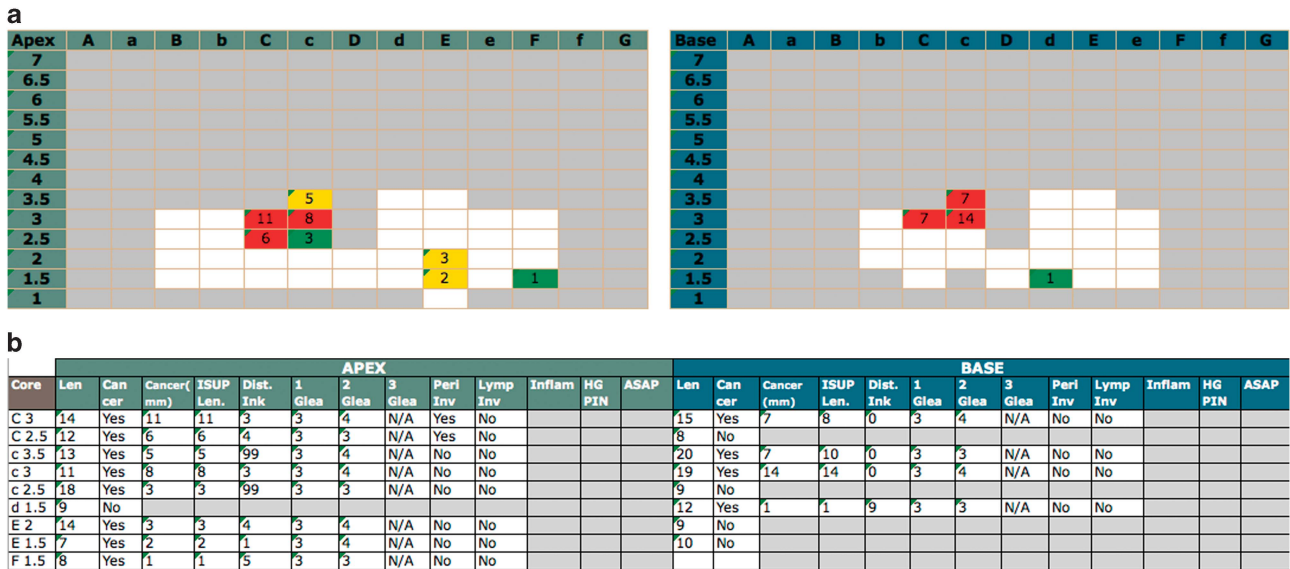 a
Apex A a B b C c D d E e F f G
7
6.5
6
5.5
5
4.5
4
3.5 5
3 11 8
2.5 6 3
2 3
1.5 2 1
1
Base A a B b C c D d E e F f G
7
6.5
6
5.5
5
4.5
4
3.5 7
3 7 14
2.5
2
1.5 1
1
b
APEX BASE
Core Len Can cer Cancer( mm) ISUP Len. Dist. Ink 1 Glea 2 Glea 3 Glea Peri Inv Lymp Inv Inflam HG PIN ASAP Len Can cer Cancer (mm) ISUP Len. Dist. Ink 1 Glea 2 Glea 3 Glea Peri Inv Lymp Inv Inflam HG PIN ASAP
C 3 14 Yes 11 11 3 3 4 N/A Yes No 15 Yes 7 8 0 3 4 N/A No No
C 2.5 12 Yes 6 6 4 3 3 N/A Yes No 8 No
c 3.5 13 Yes 5 5 99 3 4 N/A No No 20 Yes 7 10 0 3 3 N/A No No
c 3 11 Yes 8 8 3 3 4 N/A No No 19 Yes 14 14 0 3 4 N/A No No
c 2.5 18 Yes 3 3 99 3 3 N/A No No 9 No
d 1.5 9 No 12 Yes 1 1 9 3 3 N/A No No
E 2 14 Yes 3 3 4 3 4 N/A No No 9 No
E 1.5 7 Yes 2 2 1 3 4 N/A No No 10 No
F 1.5 8 Yes 1 1 5 3 3 N/A No No